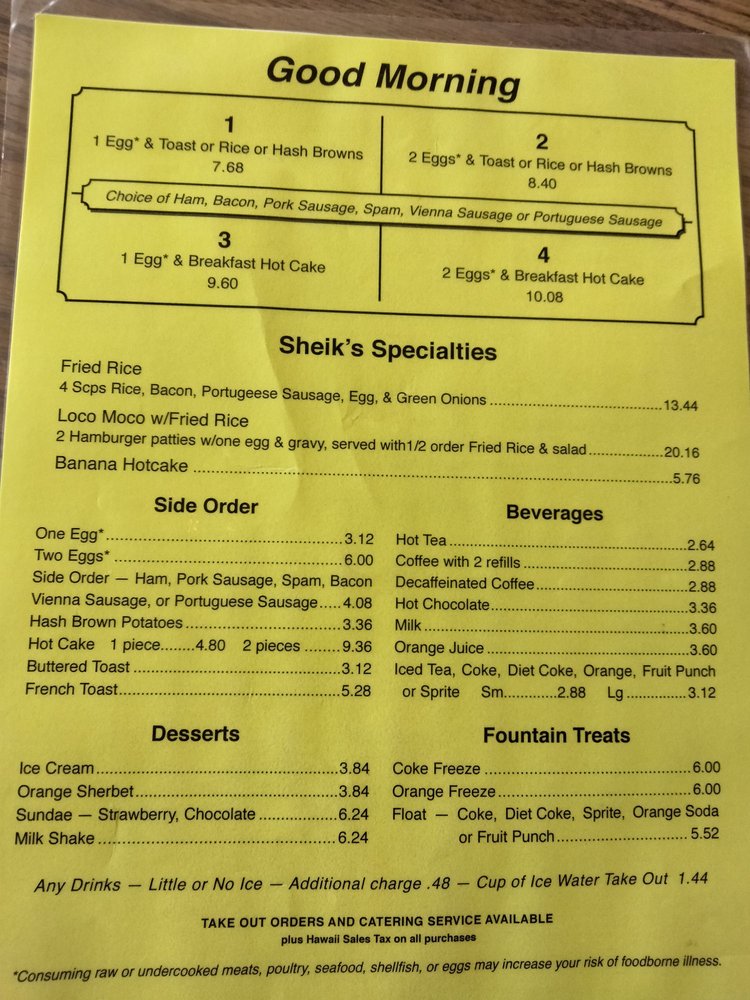 Good Morning
1
1 Egg* & Toast or Rice or Hash Browns
7.68
2
2 Eggs* & Toast or Rice or Hash Browns
8.40
Choice of Ham, Bacon, Pork Sausage, Spam, Vienna Sausage or Portuguese Sausage
3
1 Egg* & Breakfast Hot Cake
9.60
4
2 Eggs* & Breakfast Hot Cake
10.08
Sheik's Specialties
Fried Rice
4 Scps Rice, Bacon, Portugeese Sausage, Egg, & Green Onions ........ 13.44
Loco Moco w/Fried Rice
2 Hamburger patties w/one egg & gravy, served with1/2 order Fried Rice & salad ........ 20.16
Banana Hotcake ........ 5.76
Side Order
One Egg* ........ 3.12
Two Eggs* ........ 6.00
Side Order — Ham, Pork Sausage, Spam, Bacon
Vienna Sausage, or Portuguese Sausage ..... 4.08
Hash Brown Potatoes ........ 3.36
Hot Cake 1 piece ........ 4.80 2 pieces ....... 9.36
Buttered Toast ........ 3.12
French Toast ........ 5.28
Beverages
Hot Tea ........ 2.64
Coffee with 2 refills ........ 2.88
Decaffeinated Coffee ........ 2.88
Hot Chocolate ........ 3.36
Milk ........ 3.60
Orange Juice ........ 3.60
Iced Tea, Coke, Diet Coke, Orange, Fruit Punch
or Sprite Sm ........ 2.88 Lg ........ 3.12
Desserts
Ice Cream ........ 3.84
Orange Sherbet ........ 3.84
Sundae — Strawberry, Chocolate ........ 6.24
Milk Shake ........ 6.24
Fountain Treats
Coke Freeze ........ 6.00
Orange Freeze ........ 6.00
Float — Coke, Diet Coke, Sprite, Orange Soda
or Fruit Punch ........ 5.52
Any Drinks — Little or No Ice — Additional charge .48 — Cup of Ice Water Take Out 1.44
TAKE OUT ORDERS AND CATERING SERVICE AVAILABLE
plus Hawaii Sales Tax on all purchases
*Consuming raw or undercooked meats, poultry, seafood, shellfish, or eggs may increase your risk of foodborne illness.